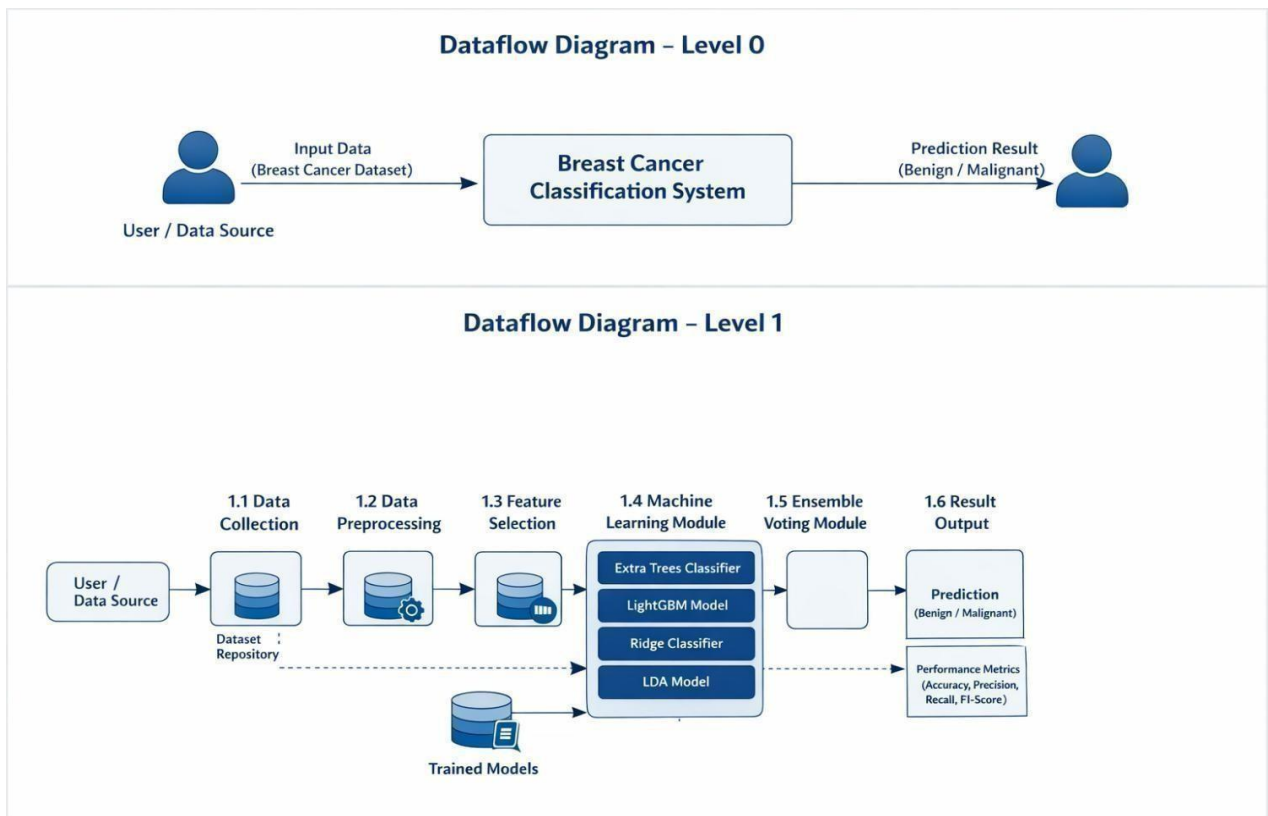 Dataflow Diagram – Level 0
Input Data
(Breast Cancer Dataset)
Breast Cancer
Classification System
Prediction Result
(Benign / Malignant)
User / Data Source
Dataflow Diagram – Level 1
1.1 Data
Collection
1.2 Data
Preprocessing
1.3 Feature
Selection
1.4 Machine
Learning Module
1.5 Ensemble
Voting Module
1.6 Result
Output
User /
Data Source
Extra Trees Classifier
LightGBM Model
Ridge Classifier
LDA Model
Prediction
(Benign / Malignant)
Dataset
Repository
Performance Metrics
(Accuracy, Precision,
Recall, FI-Score)
Trained Models